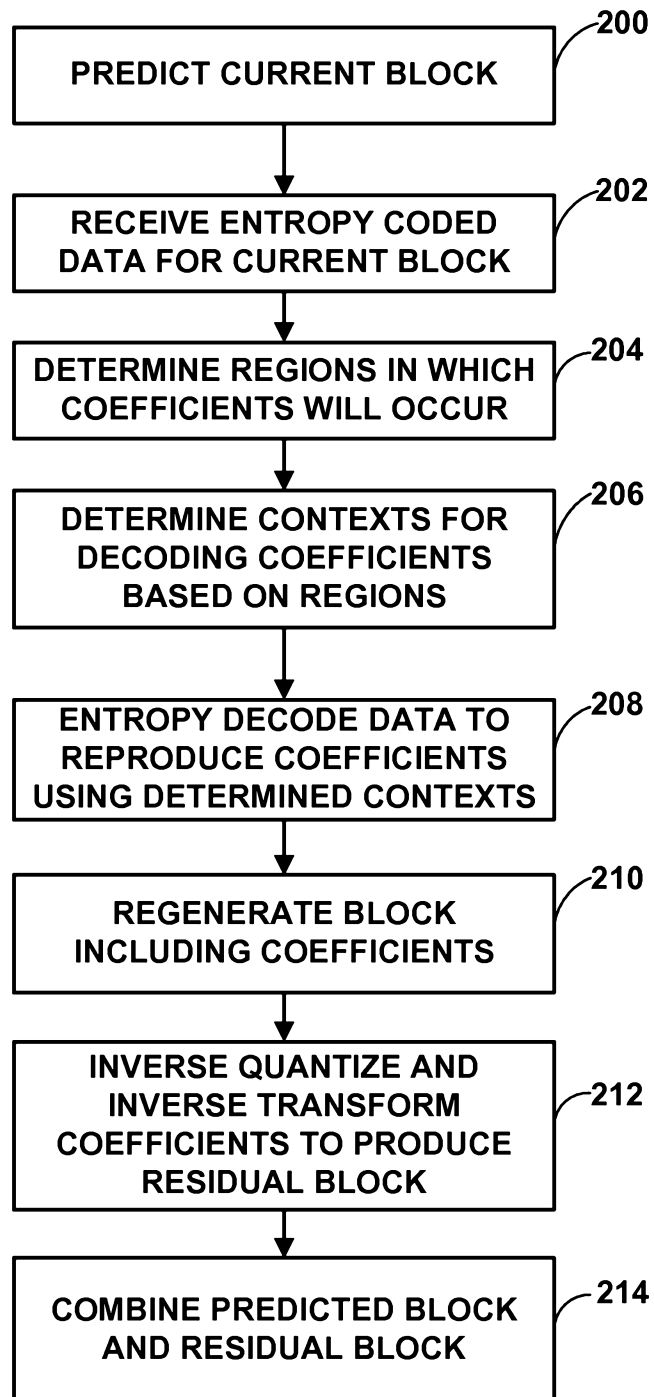 200
PREDICT CURRENT BLOCK
202
RECEIVE ENTROPY CODED
DATA FOR CURRENT BLOCK
204
DETERMINE REGIONS IN WHICH
COEFFICIENTS WILL OCCUR
206
DETERMINE CONTEXTS FOR
DECODING COEFFICIENTS
BASED ON REGIONS
208
ENTROPY DECODE DATA TO
REPRODUCE COEFFICIENTS
USING DETERMINED CONTEXTS
210
REGENERATE BLOCK
INCLUDING COEFFICIENTS
212
INVERSE QUANTIZE AND
INVERSE TRANSFORM
COEFFICIENTS TO PRODUCE
RESIDUAL BLOCK
214
COMBINE PREDICTED BLOCK
AND RESIDUAL BLOCK